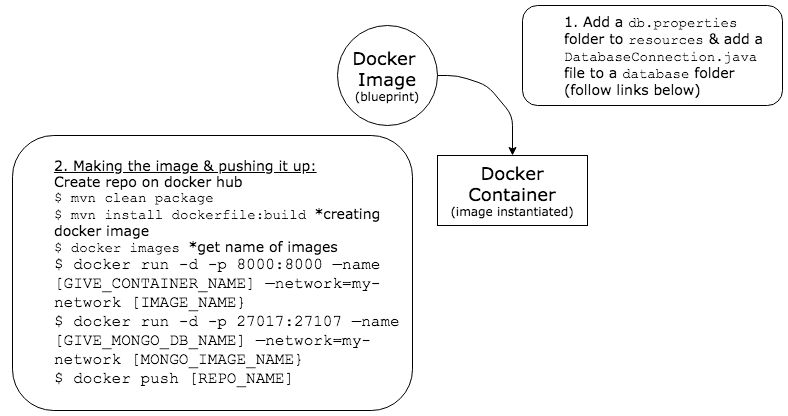 Docker
Image
(blueprint)
1. Add a db.properties
folder to resources & add a
DatabaseConnection.java
file to a database folder
(follow links below)
Docker
Container
(image instantiated)
2. Making the image & pushing it up:
Create repo on docker hub
$ mvn clean package
$ mvn install dockerfile:build *creating
docker image
$ docker images *get name of images
$ docker run -d -p 8000:8000 —name
[GIVE_CONTAINER_NAME] —network=my-
network [IMAGE_NAME}
$ docker run -d -p 27017:27107 —name
[GIVE_MONGO_DB_NAME] —network=my-
network [MONGO_IMAGE_NAME}
$ docker push [REPO_NAME]